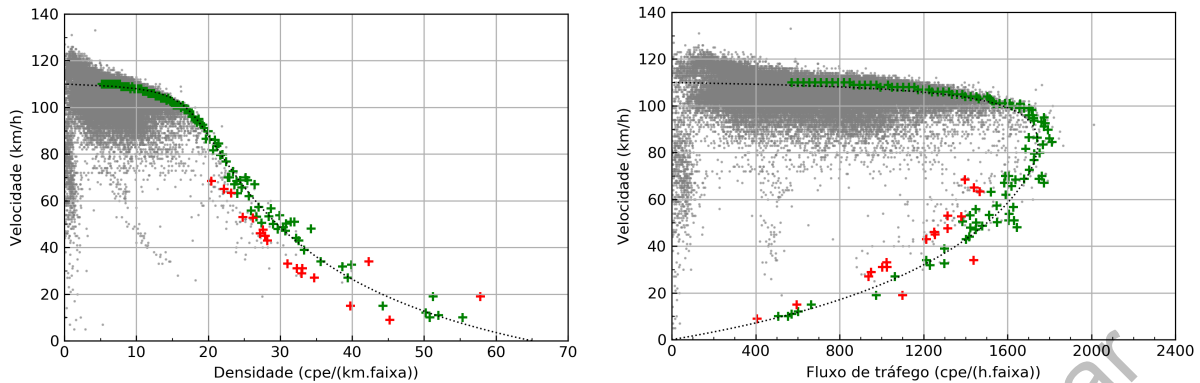 140
120
100
80
60
40
20
0
0 10 20 30 40 50 60 70
Velocidade (km/h)
Densidade (cpe/(km.faixa))
140
120
100
80
60
40
20
0
0 400 800 1200 1600 2000 2400
Velocidade (km/h)
Fluxo de tráfego (cpe/(h.faixa))